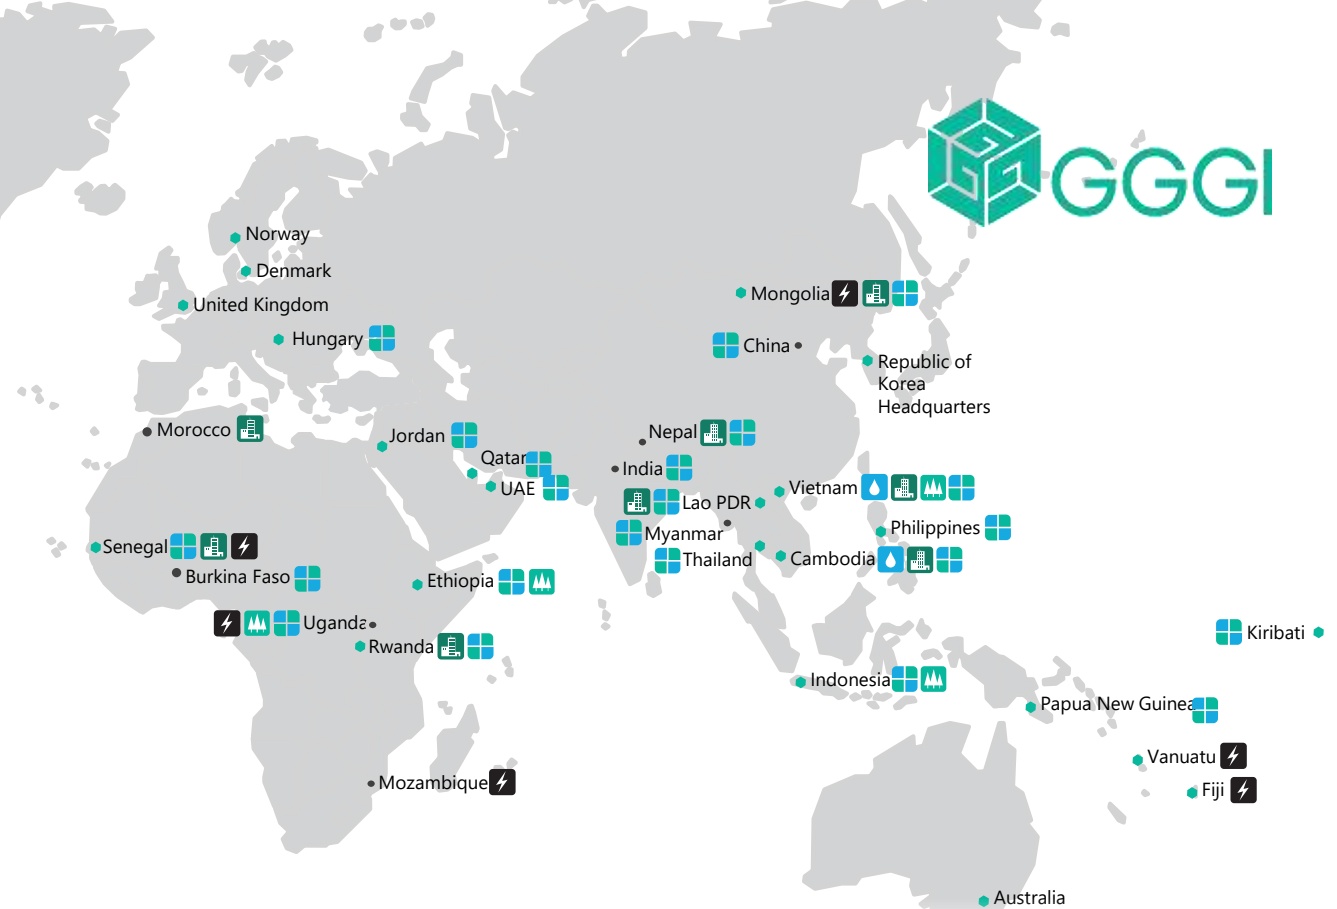 GGGI
Norway
Denmark
United Kingdom
Mongolia
Hungary
China
Republic of
Korea
Headquarters
Morocco
Jordan
Nepal
Qatar
India
UAE
Vietnam
Lao PDR
Philippines
Myanmar
Senegal
Thailand
Cambodia
Burkina Faso
Ethiopia
Uganda
Kiribati
Rwanda
Indonesia
Papua New Guinea
Vanuatu
Mozambique
Fiji
Australia